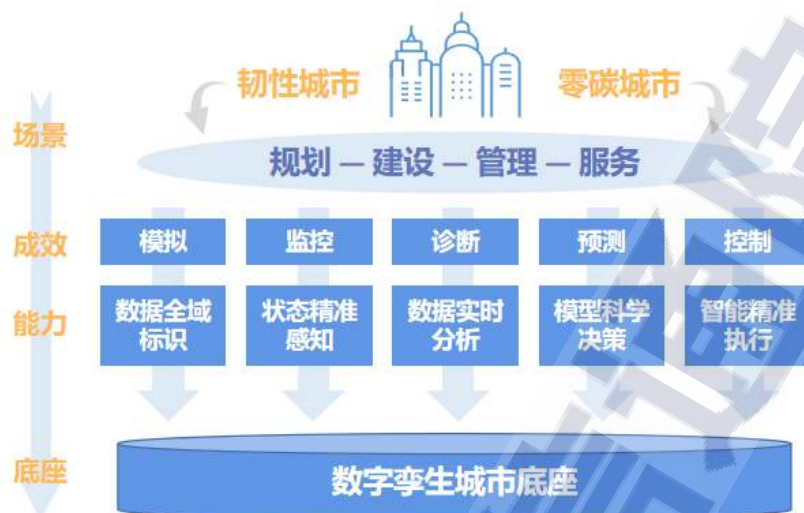 韧性城市 零碳城市
场景
规划 — 建设 — 管理 — 服务
成效
模拟 监控 诊断 预测 控制
能力
数据全域 状态精准 数据实时 模型科学 智能精准
标识 感知 分析 决策 执行
底座
数字孪生城市底座